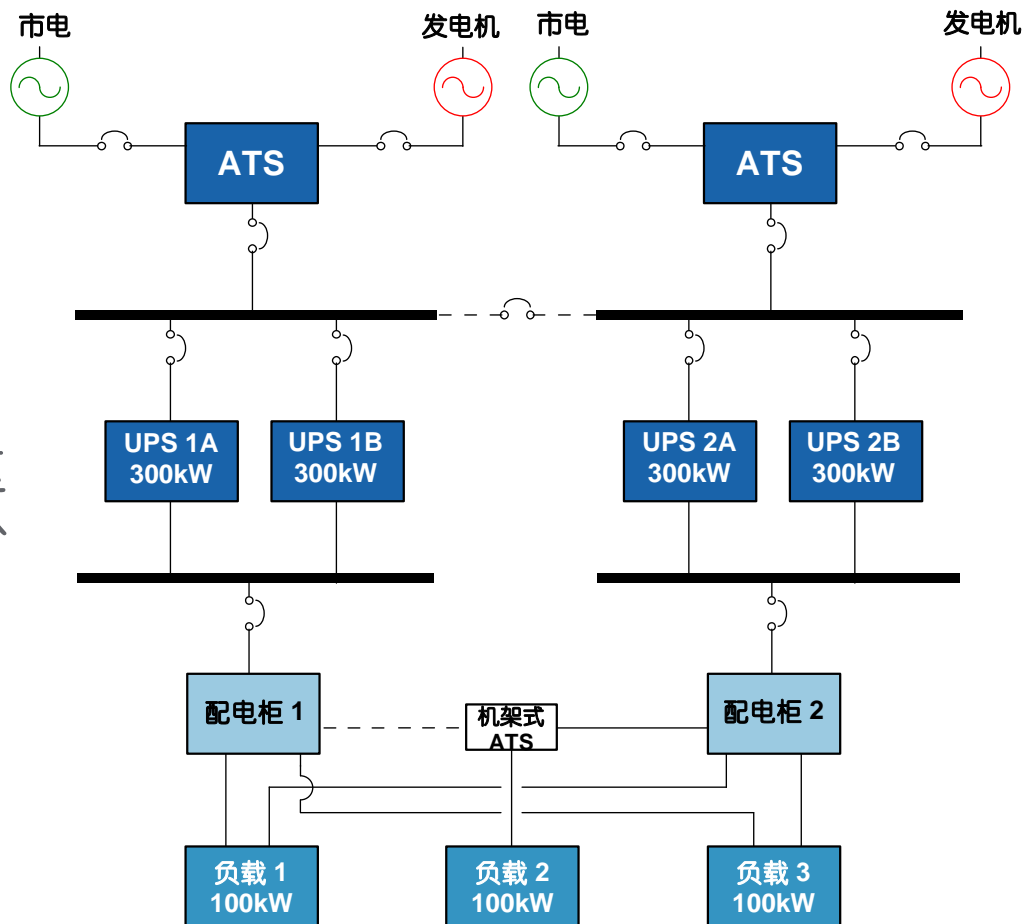 市电
发电机
市电
发电机
ATS
ATS
UPS 1A
300kW
UPS 1B
300kW
UPS 2A
300kW
UPS 2B
300kW
配电柜 1
机架式
ATS
配电柜 2
负载 1
100kW
负载 2
100kW
负载 3
100kW